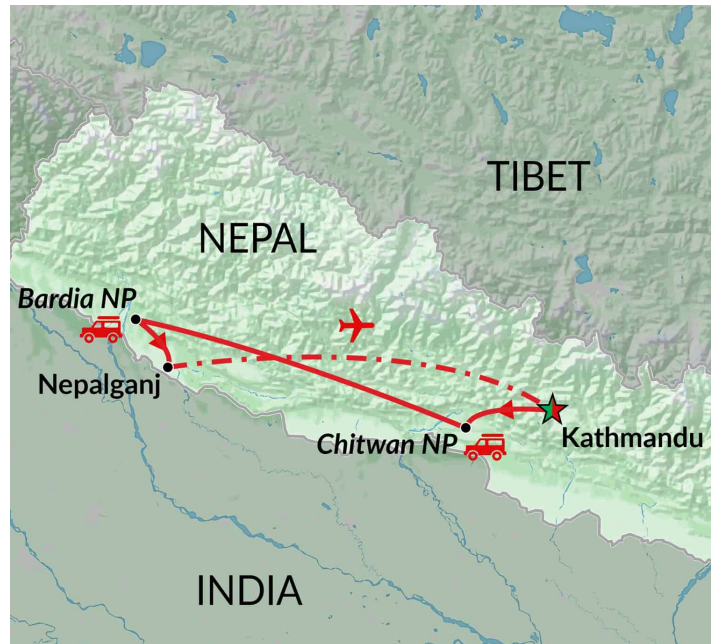 TIBET
NEPAL
Bardia NP
Nepalganj
Chitwan NP
Kathmandu
INDIA